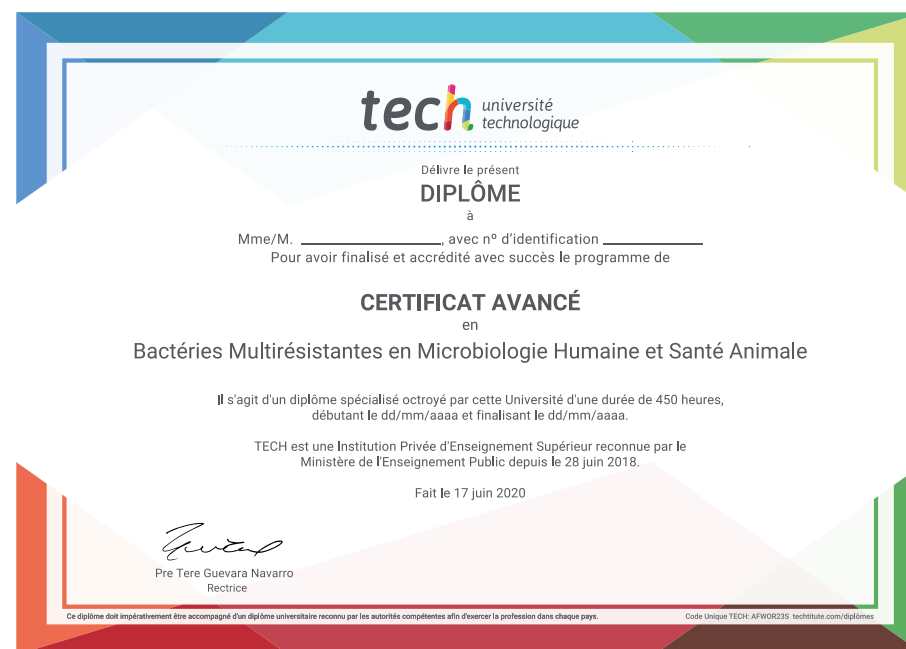 tech université
technologique
Délivre le présent
DIPLÔME
à
Mme/M. ____________, avec nº d'identification ____________
Pour avoir finalisé et accrédité avec succès le programme de
CERTIFICAT AVANCÉ
en
Bactéries Multirésistantes en Microbiologie Humaine et Santé Animale
Il s'agit d'un diplôme spécialisé octroyé par cette Université d'une durée de 450 heures,
débutant le dd/mm/aaaa et finalisant le dd/mm/aaaa.
TECH est une Institution Privée d'Enseignement Supérieur reconnue par le
Ministère de l'Enseignement Public depuis le 28 juin 2018.
Fait le 17 juin 2020
Pre Tere Guevara Navarro
Rectrice
Ce diplôme doit impérativement être accompagné d'un diplôme universitaire reconnu par les autorités compétentes afin d'exercer la profession dans chaque pays.
Code Unique TECH: AFWOR23S techtitute.com/diplômes